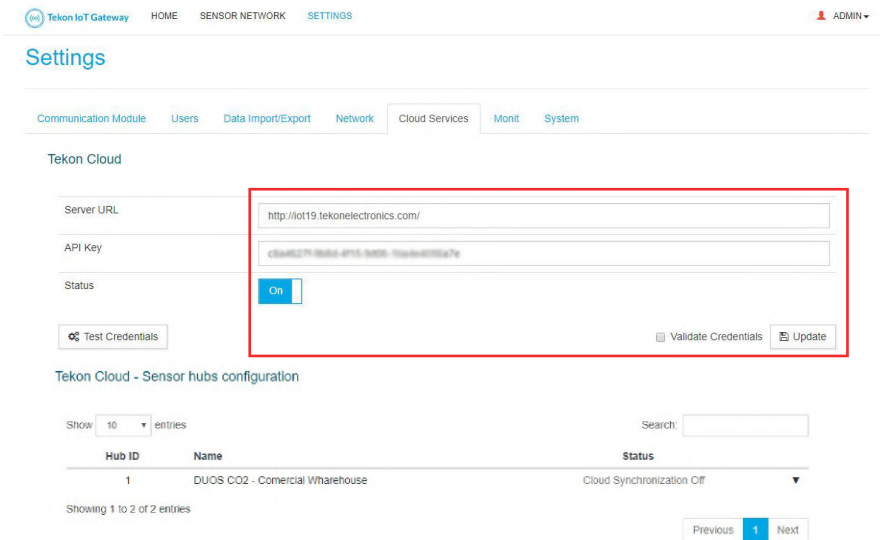 Tekon IoT Gateway HOME SENSOR NETWORK SETTINGS ADMIN
Settings
Communication Module Users Data Import/Export Network Cloud Services Monit System
Tekon Cloud
Server URL http://iot19.tekonelectronics.com/
API Key
Status On
Test Credentials Validate Credentials Update
Tekon Cloud - Sensor hubs configuration
Show 10 entries Search:
Hub ID Name Status
1 DUOS CO2 - Comercial Wharehouse Cloud Synchronization Off
Showing 1 to 2 of 2 entries
Previous 1 Next